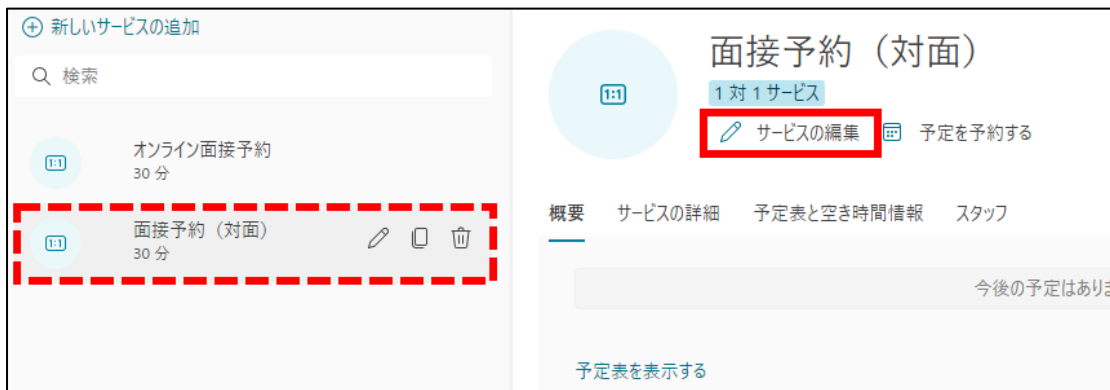 新しいサービスの追加
検索
1:1
オンライン面接予約
30 分
1:1
面接予約（対面）
30 分
1:1
面接予約（対面）
1 対 1 サービス
サービスの編集 予定を予約する
概要 サービスの詳細 予定表と空き時間情報 スタッフ
今後の予定はありま
予定表を表示する